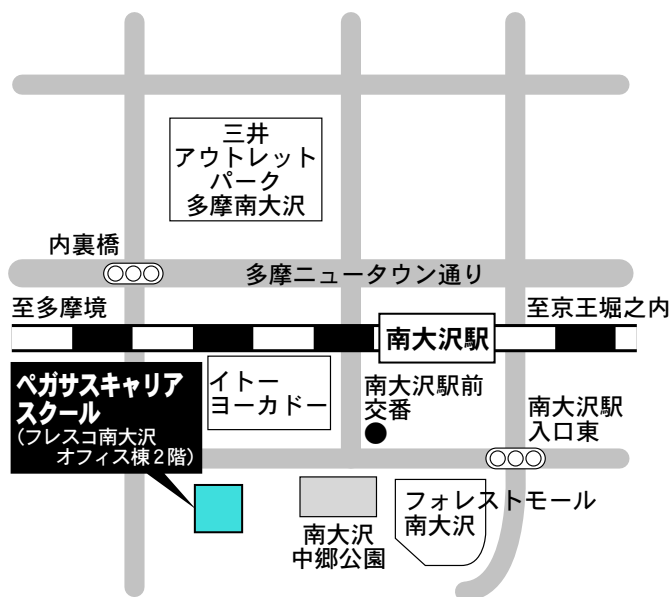 三井
アウトレット
パーク
多摩南大沢
内裏橋
多摩ニュータウン通り
至多摩境
至京王堀之内
南大沢駅
ペガサスキャリア
スクール
(フレスコ南大沢
オフィス棟2階)
イトー
ヨーカドー
南大沢駅前
交番
南大沢駅
入口東
南大沢
中郷公園
フォレストモール
南大沢